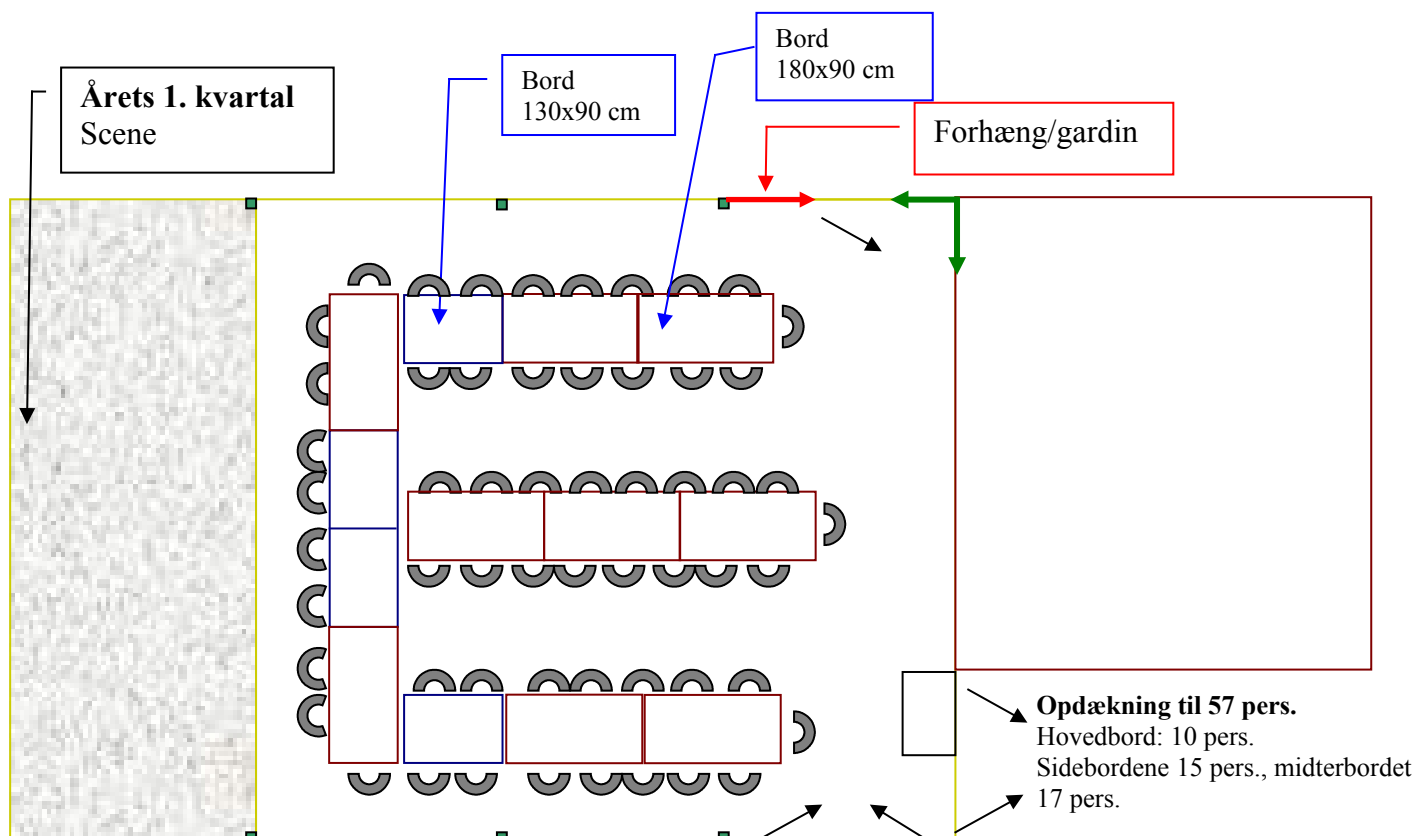 Årets 1. kvartal
Scene
Bord
130x90 cm
Bord
180x90 cm
Forhæng/gardin
Opdækning til 57 pers.
Hovedbord: 10 pers.
Sidebordene 15 pers., midterbordet
17 pers.